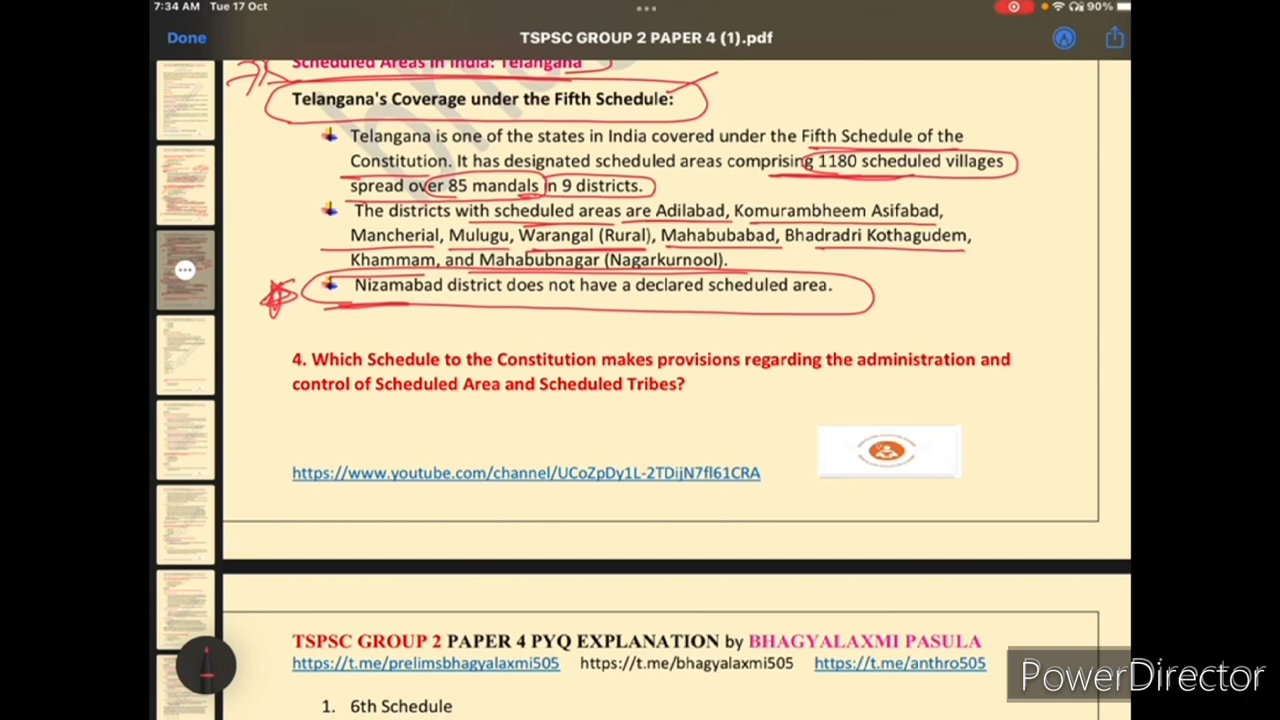 7:34 AM Tue 17 Oct
90%
Done
TSPSC GROUP 2 PAPER 4 (1).pdf
Scheduled Areas in India: Telangana
Telangana's Coverage under the Fifth Schedule:
Telangana is one of the states in India covered under the Fifth Schedule of the
Constitution. It has designated scheduled areas comprising 1180 scheduled villages
spread over 85 mandals in 9 districts.
The districts with scheduled areas are Adilabad, Komurambheem Asifabad,
Mancherial, Mulugu, Warangal (Rural), Mahabubabad, Bhadradri Kothagudem,
Khammam, and Mahabubnagar (Nagarkurnool).
Nizamabad district does not have a declared scheduled area.
4. Which Schedule to the Constitution makes provisions regarding the administration and
control of Scheduled Area and Scheduled Tribes?
https://www.youtube.com/channel/UCoZpDy1L-2TDijN7fl61CRA
TSPSC GROUP 2 PAPER 4 PYQ EXPLANATION by BHAGYALAXMI PASULA
https://t.me/prelimsbhagyalaxmi505 https://t.me/bhagyalaxmi505 https://t.me/anthro505
1. 6th Schedule
PowerDirector